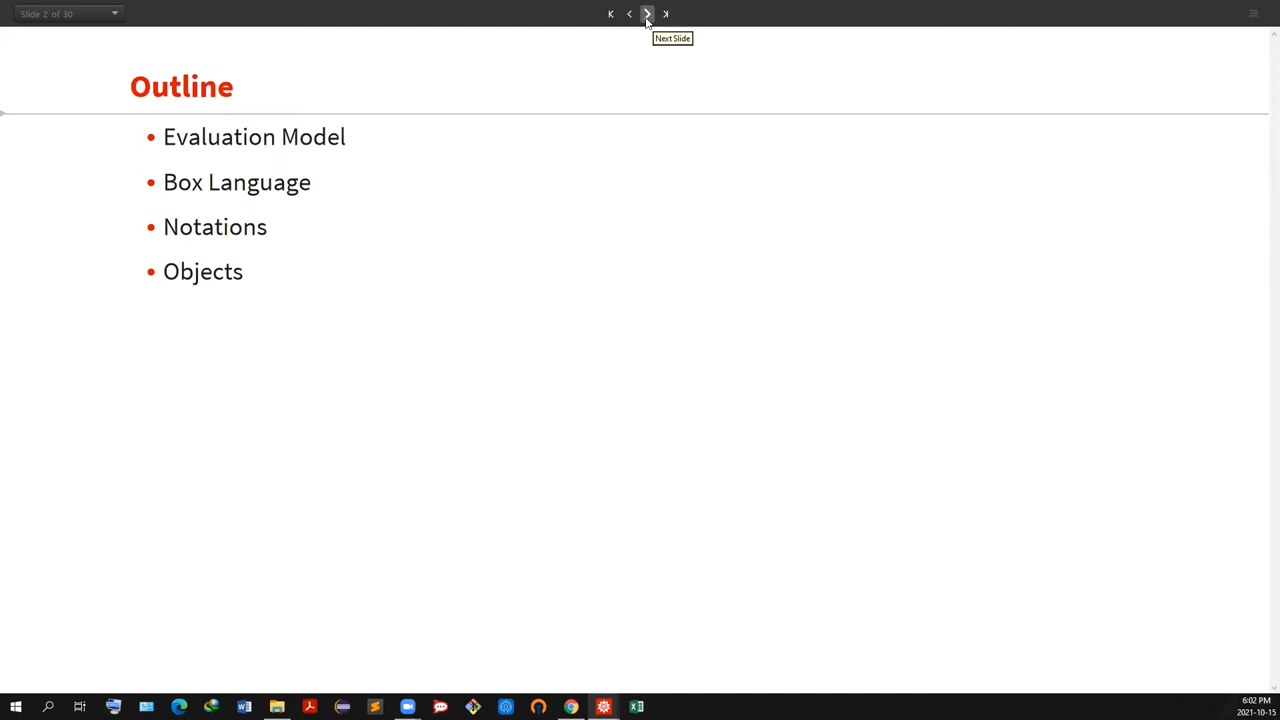 Slide 2 of 30
Next Slide
Outline
• Evaluation Model
• Box Language
• Notations
• Objects
6:02 PM
2021-10-15